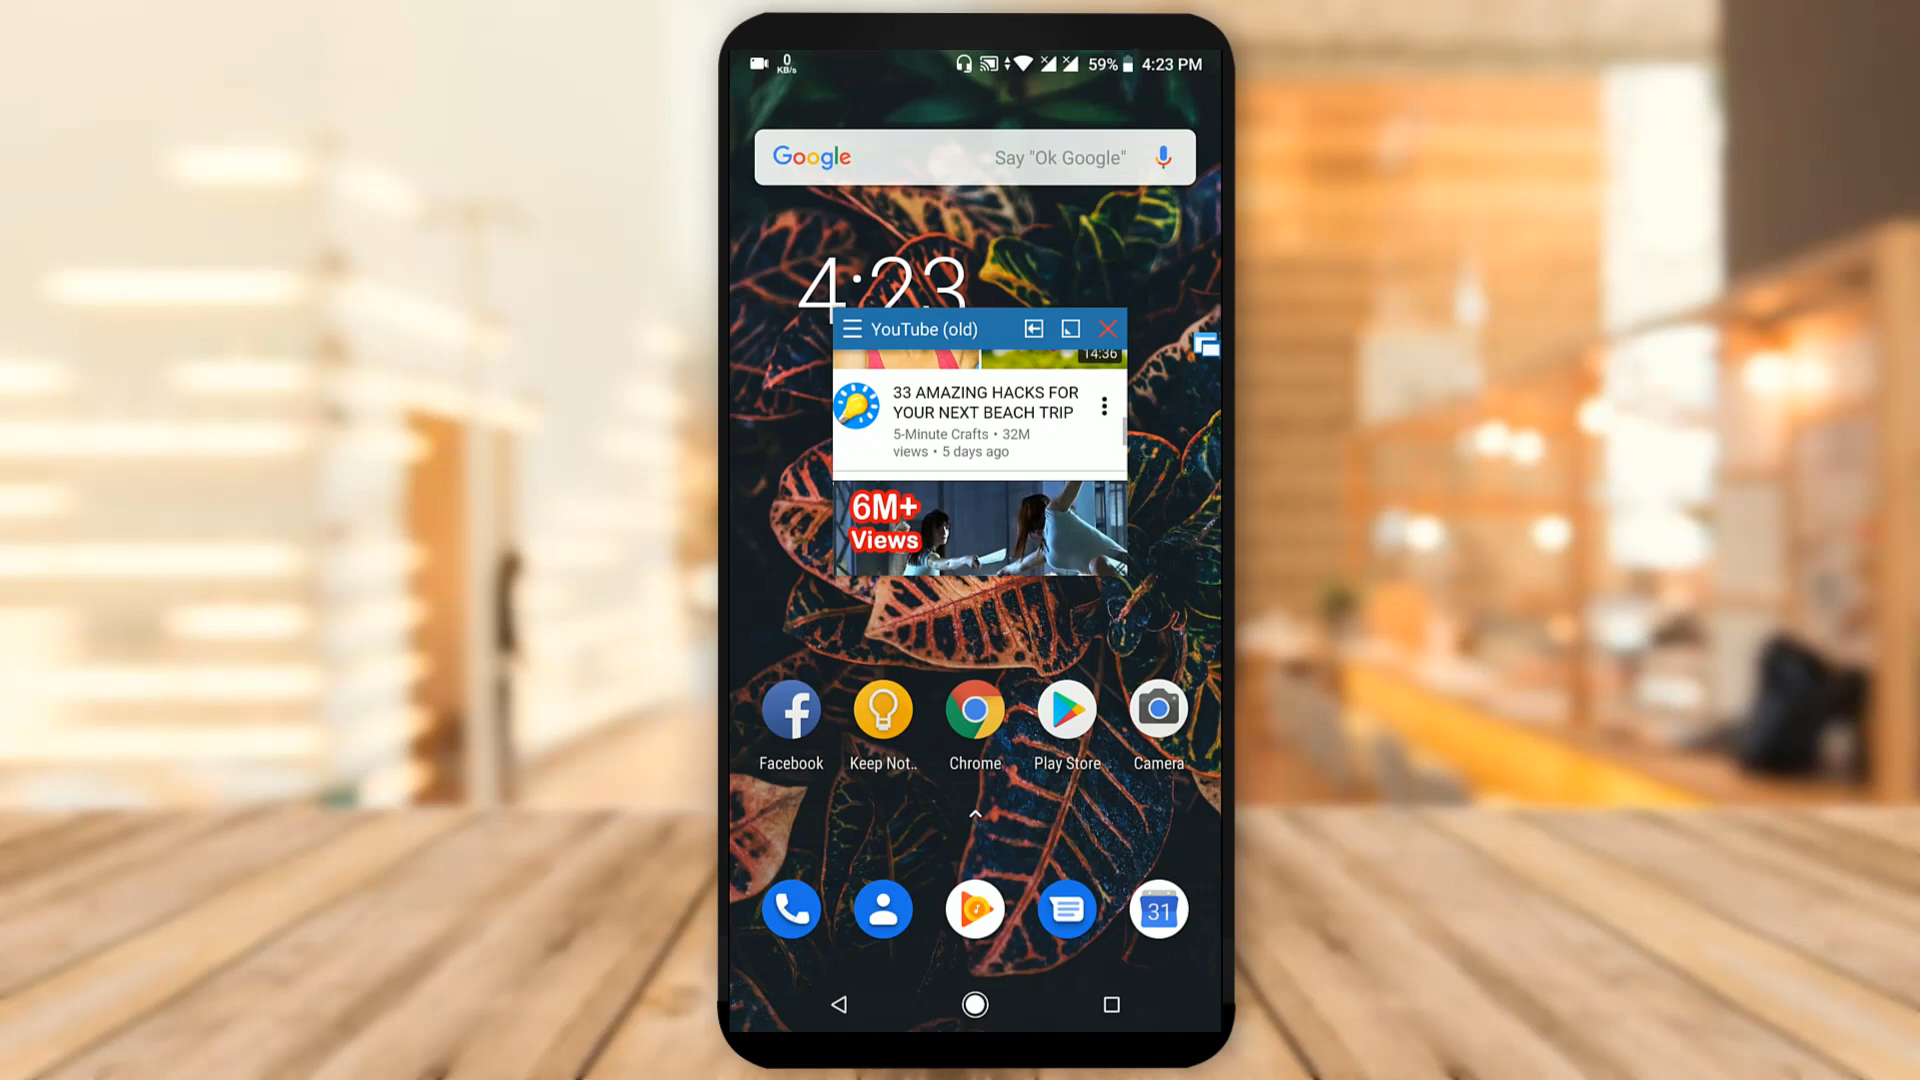 0
KB/s
59%
4:23 PM
Google
Say "Ok Google"
4:23
YouTube (old)
14:36
33 AMAZING HACKS FOR
YOUR NEXT BEACH TRIP
5-Minute Crafts • 32M
views • 5 days ago
6M+
Views
Facebook
Keep Not..
Chrome
Play Store
Camera
31